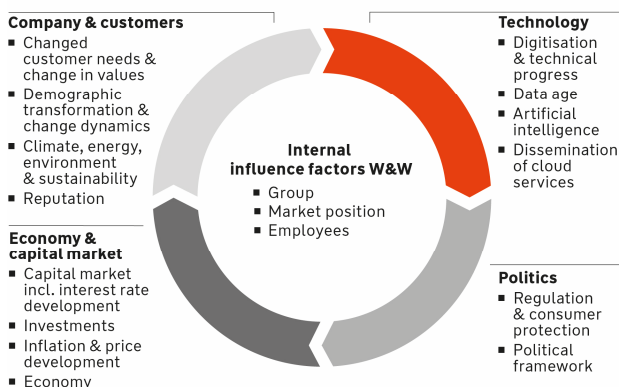 Company & customers
▪ Changed
customer needs &
change in values
▪ Demographic
transformation &
change dynamics
▪ Climate, energy,
environment
& sustainability
▪ Reputation
Technology
▪ Digitisation
& technical
progress
▪ Data age
▪ Artificial
intelligence
▪ Dissemination
of cloud
services
Internal
influence factors W&W
▪ Group
▪ Market position
▪ Employees
Economy &
capital market
▪ Capital market
incl. interest rate
development
▪ Investments
▪ Inflation & price
development
▪ Economy
Politics
▪ Regulation
& consumer
protection
▪ Political
framework